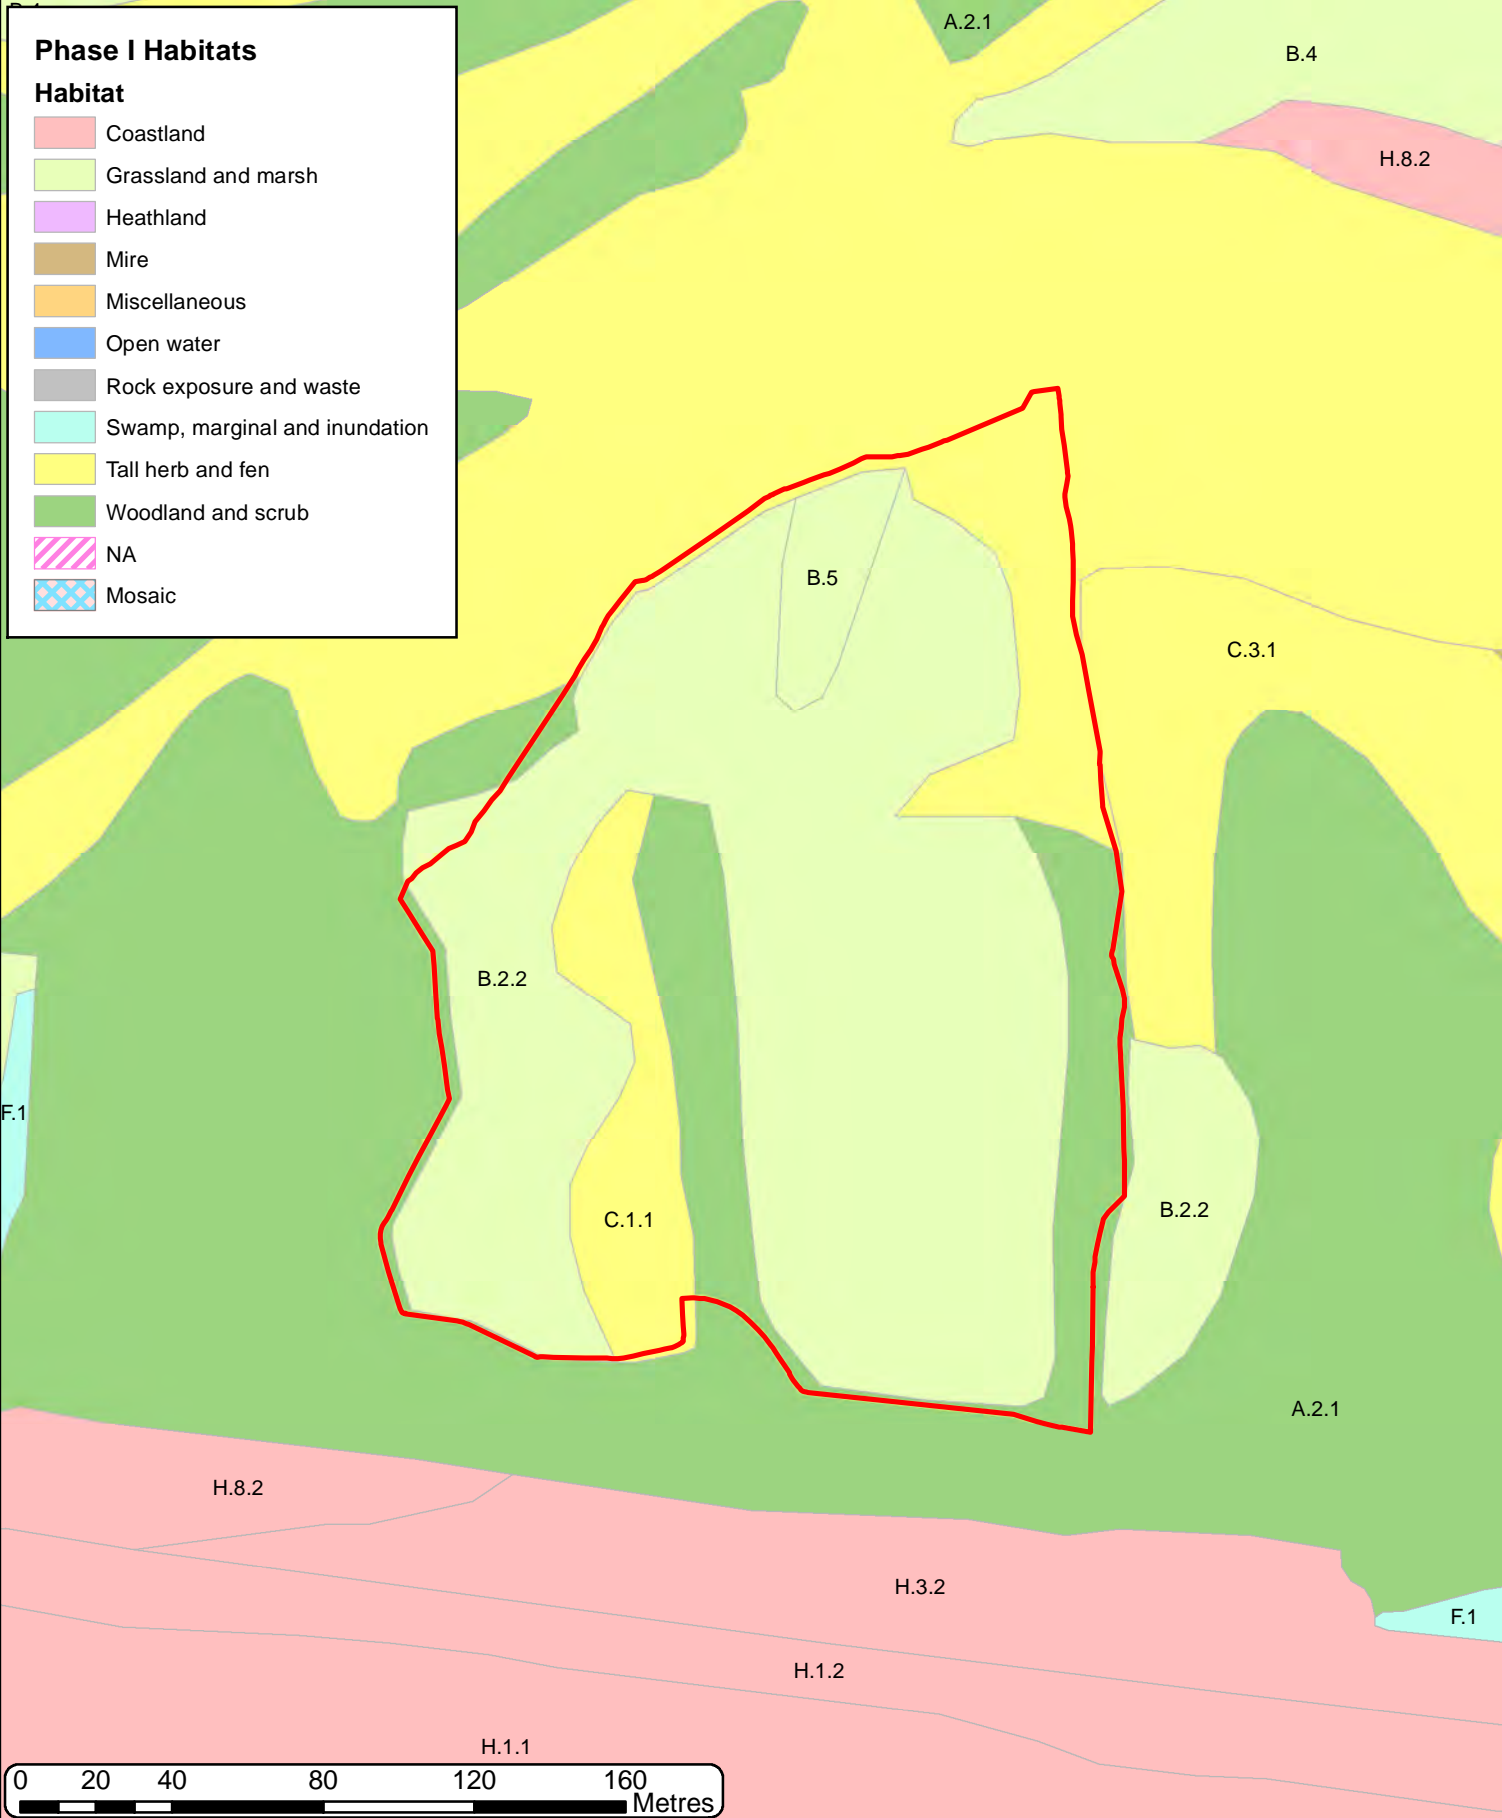 Phase I Habitats
Habitat
Coastland
Grassland and marsh
Heathland
Mire
Miscellaneous
Open water
Rock exposure and waste
Swamp, marginal and inundation
Tall herb and fen
Woodland and scrub
NA
Mosaic
A.2.1
B.4
H.8.2
B.5
C.3.1
B.2.2
F.1
C.1.1
B.2.2
A.2.1
H.8.2
H.3.2
F.1
H.1.2
H.1.1
0 20 40 80 120 160
Metres